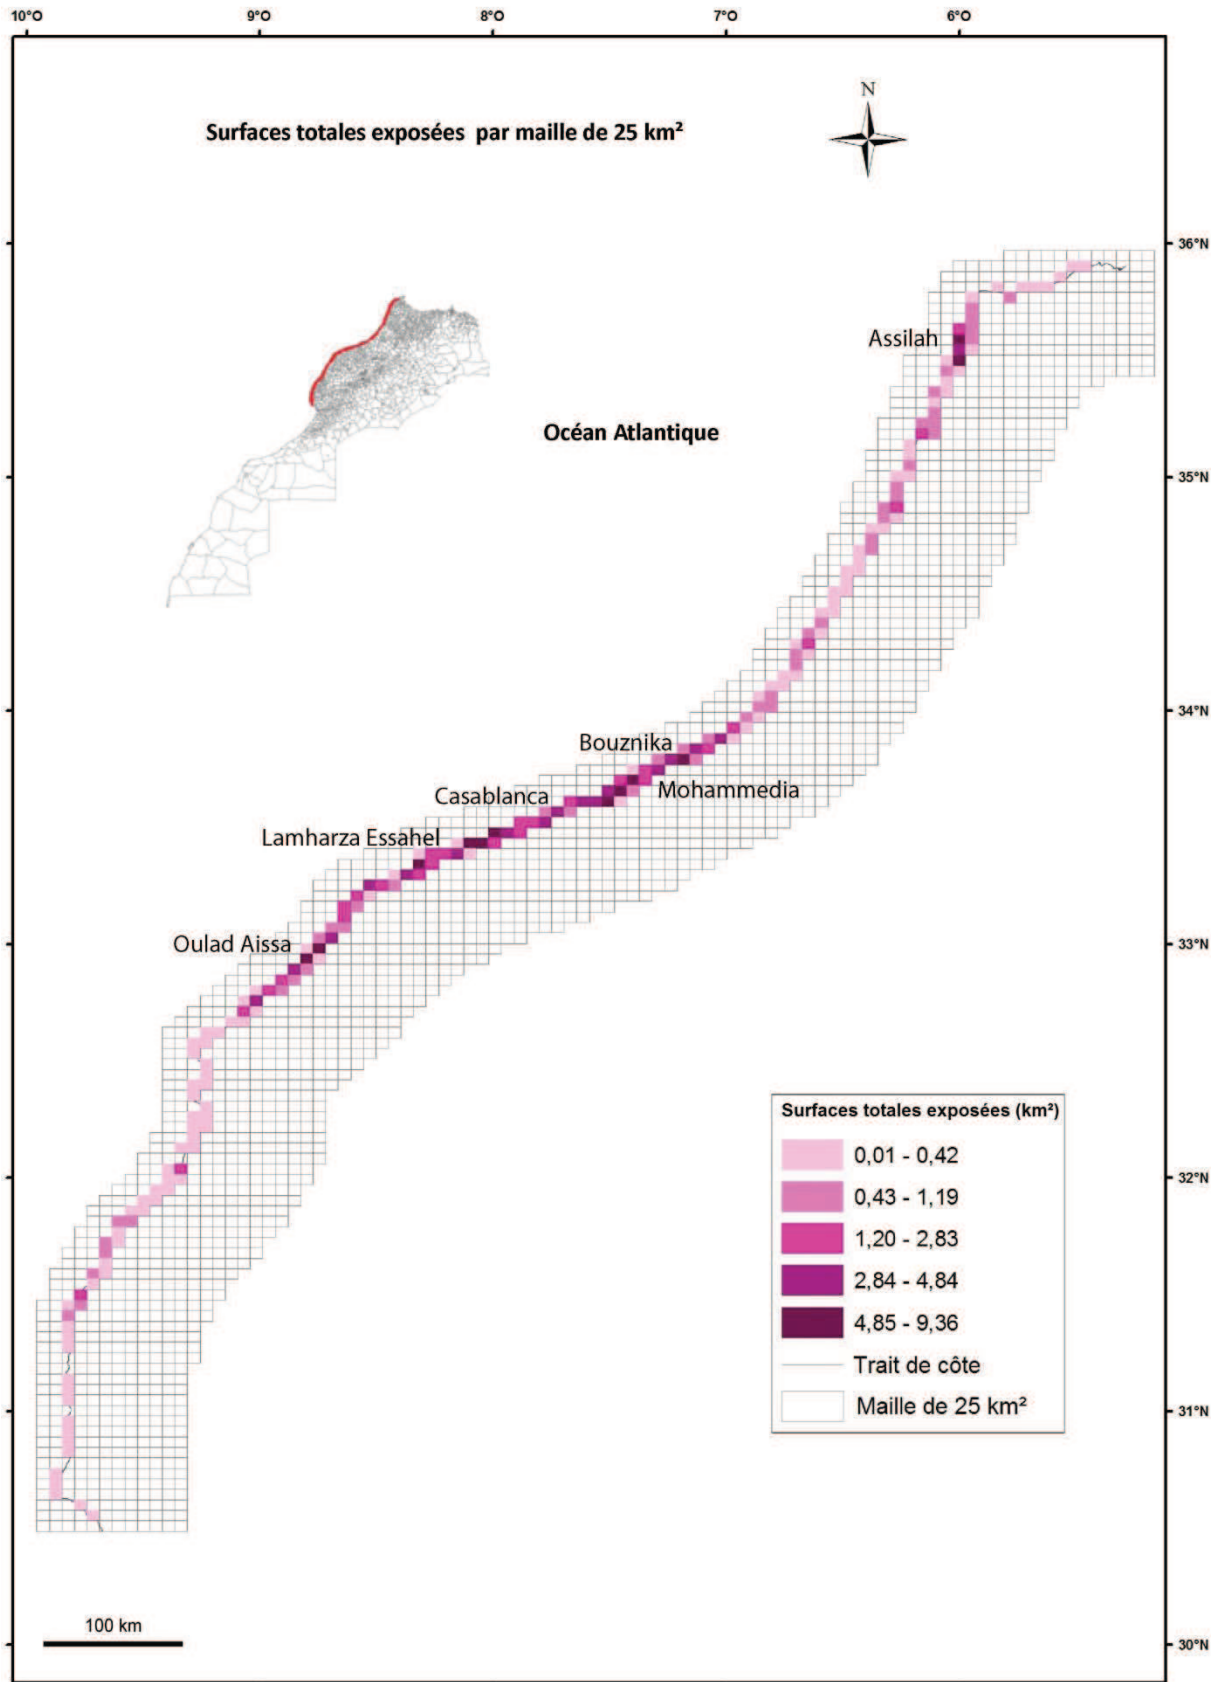 10°O 9°O 8°O 7°O 6°O
N
Surfaces totales exposées par maille de 25 km²
36°N
Assilah
Océan Atlantique
35°N
34°N
Bouznika
Mohammedia
Casablanca
Lamharza Essahel
Oulad Aissa
33°N
Surfaces totales exposées (km²)
0,01 - 0,42
0,43 - 1,19
1,20 - 2,83
2,84 - 4,84
4,85 - 9,36
Trait de côte
Maille de 25 km²
32°N
31°N
100 km
30°N